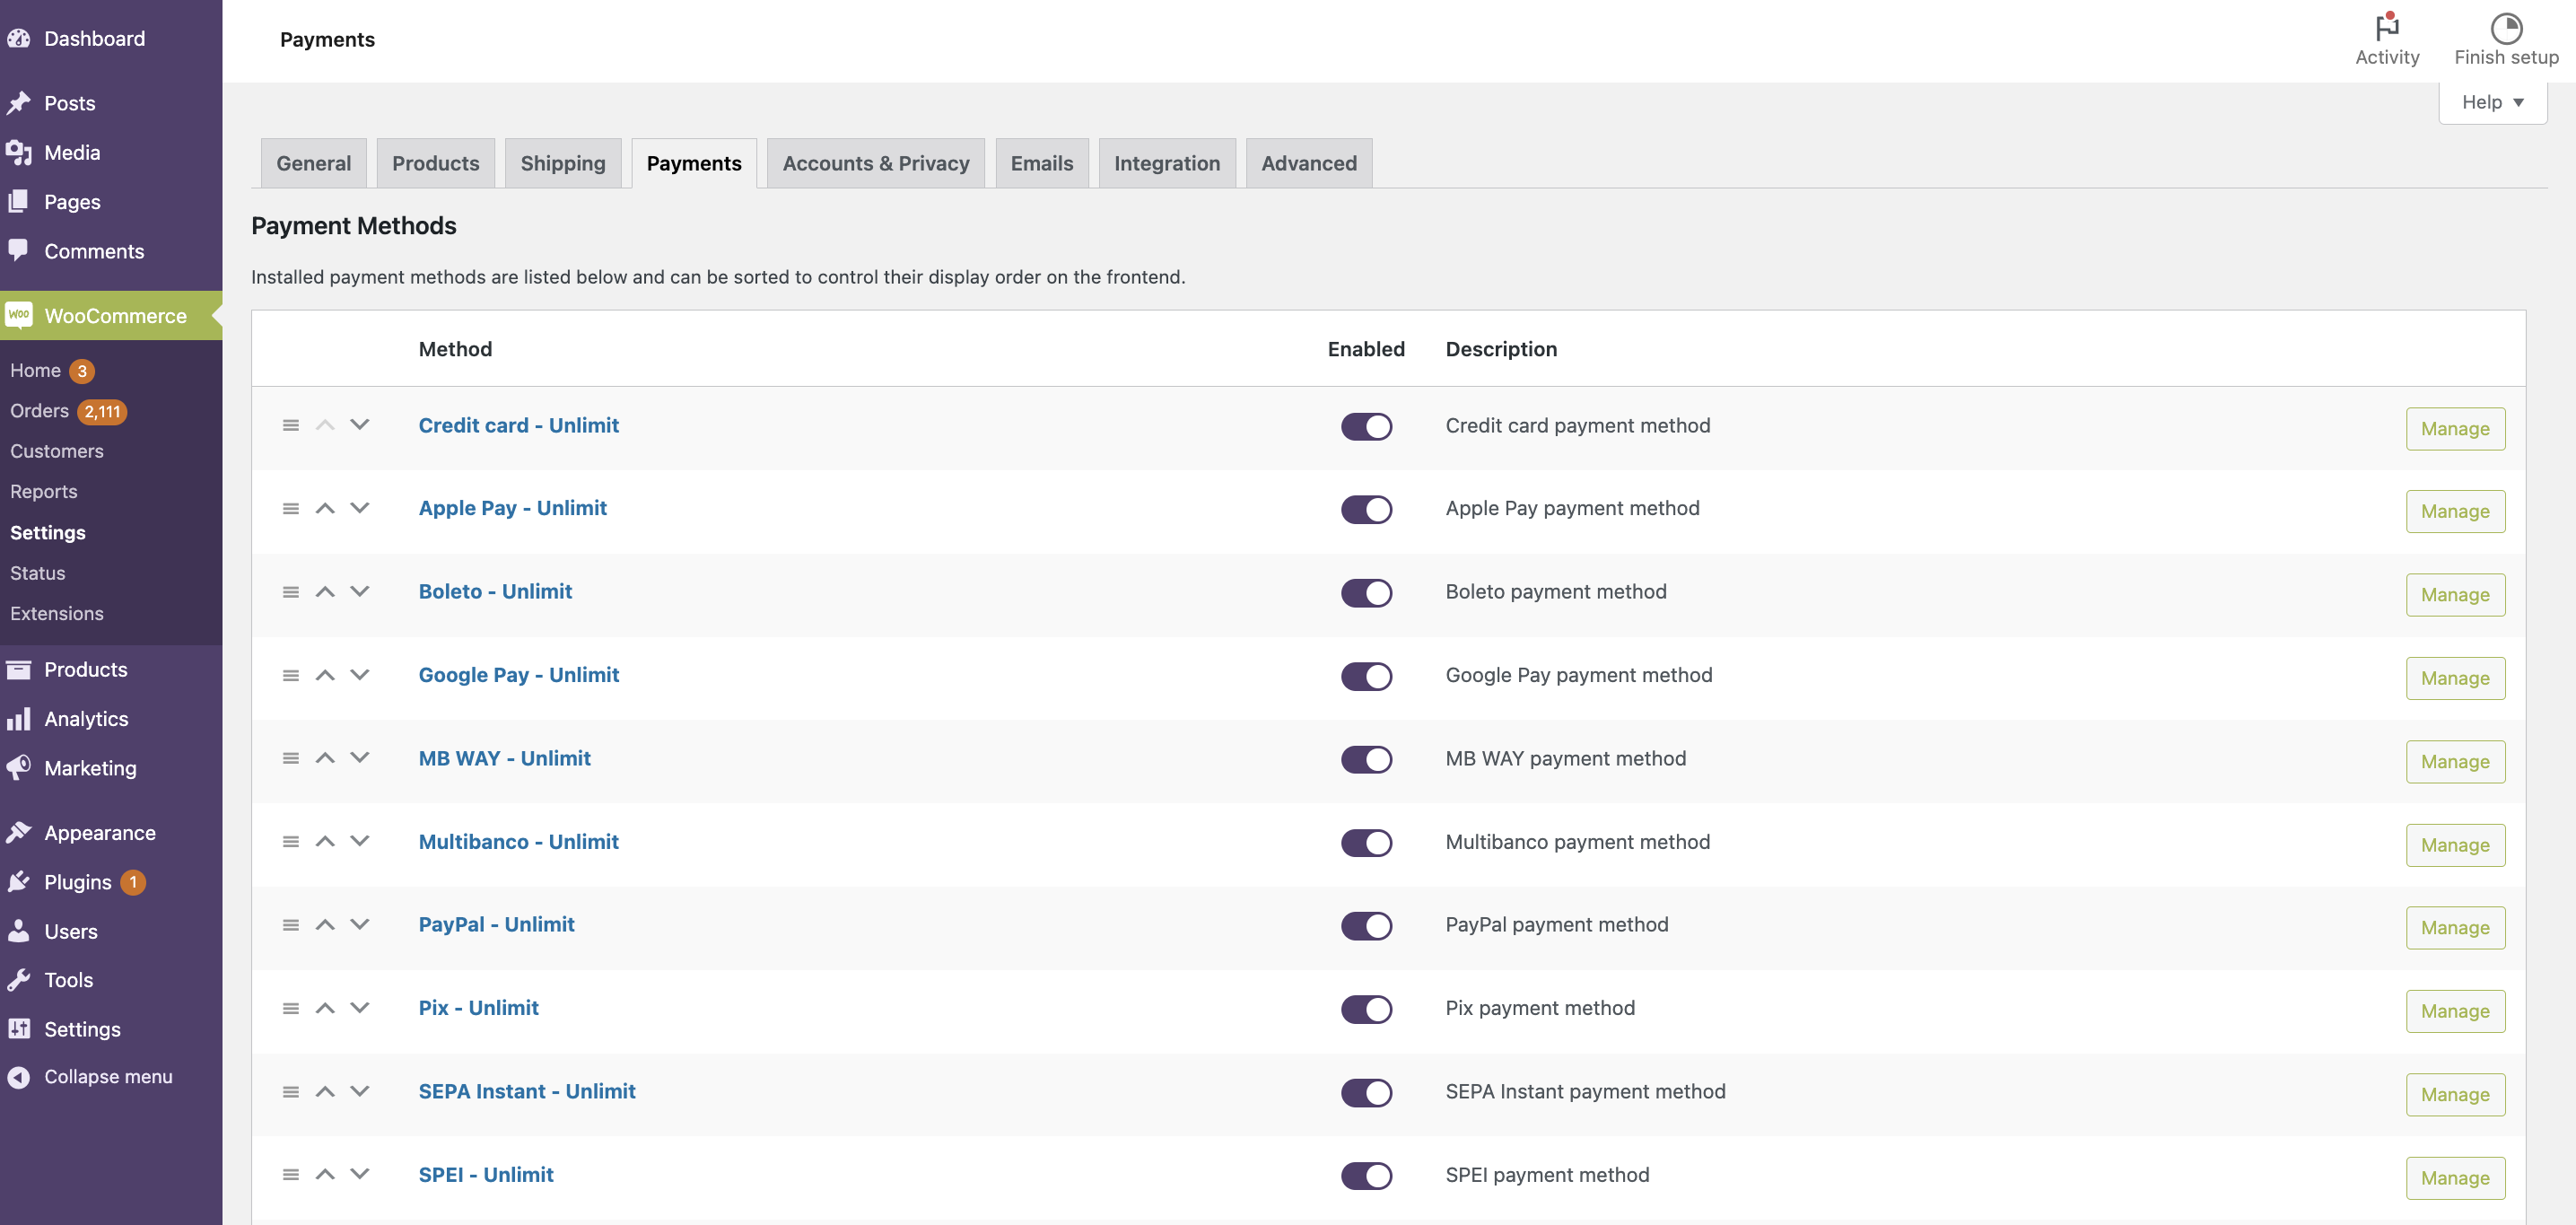 Dashboard
Posts
Media
Pages
Comments
WOO WooCommerce
Home 3
Orders 2,111
Customers
Reports
Settings
Status
Extensions
Products
Analytics
Marketing
Appearance
Plugins 1
Users
Tools
Settings
Collapse menu
Payments
Activity
Finish setup
Help
General Products Shipping Payments Accounts & Privacy Emails Integration Advanced
Payment Methods
Installed payment methods are listed below and can be sorted to control their display order on the frontend.
Method Enabled Description
Credit card - Unlimit Credit card payment method Manage
Apple Pay - Unlimit Apple Pay payment method Manage
Boleto - Unlimit Boleto payment method Manage
Google Pay - Unlimit Google Pay payment method Manage
MB WAY - Unlimit MB WAY payment method Manage
Multibanco - Unlimit Multibanco payment method Manage
PayPal - Unlimit PayPal payment method Manage
Pix - Unlimit Pix payment method Manage
SEPA Instant - Unlimit SEPA Instant payment method Manage
SPEI - Unlimit SPEI payment method Manage